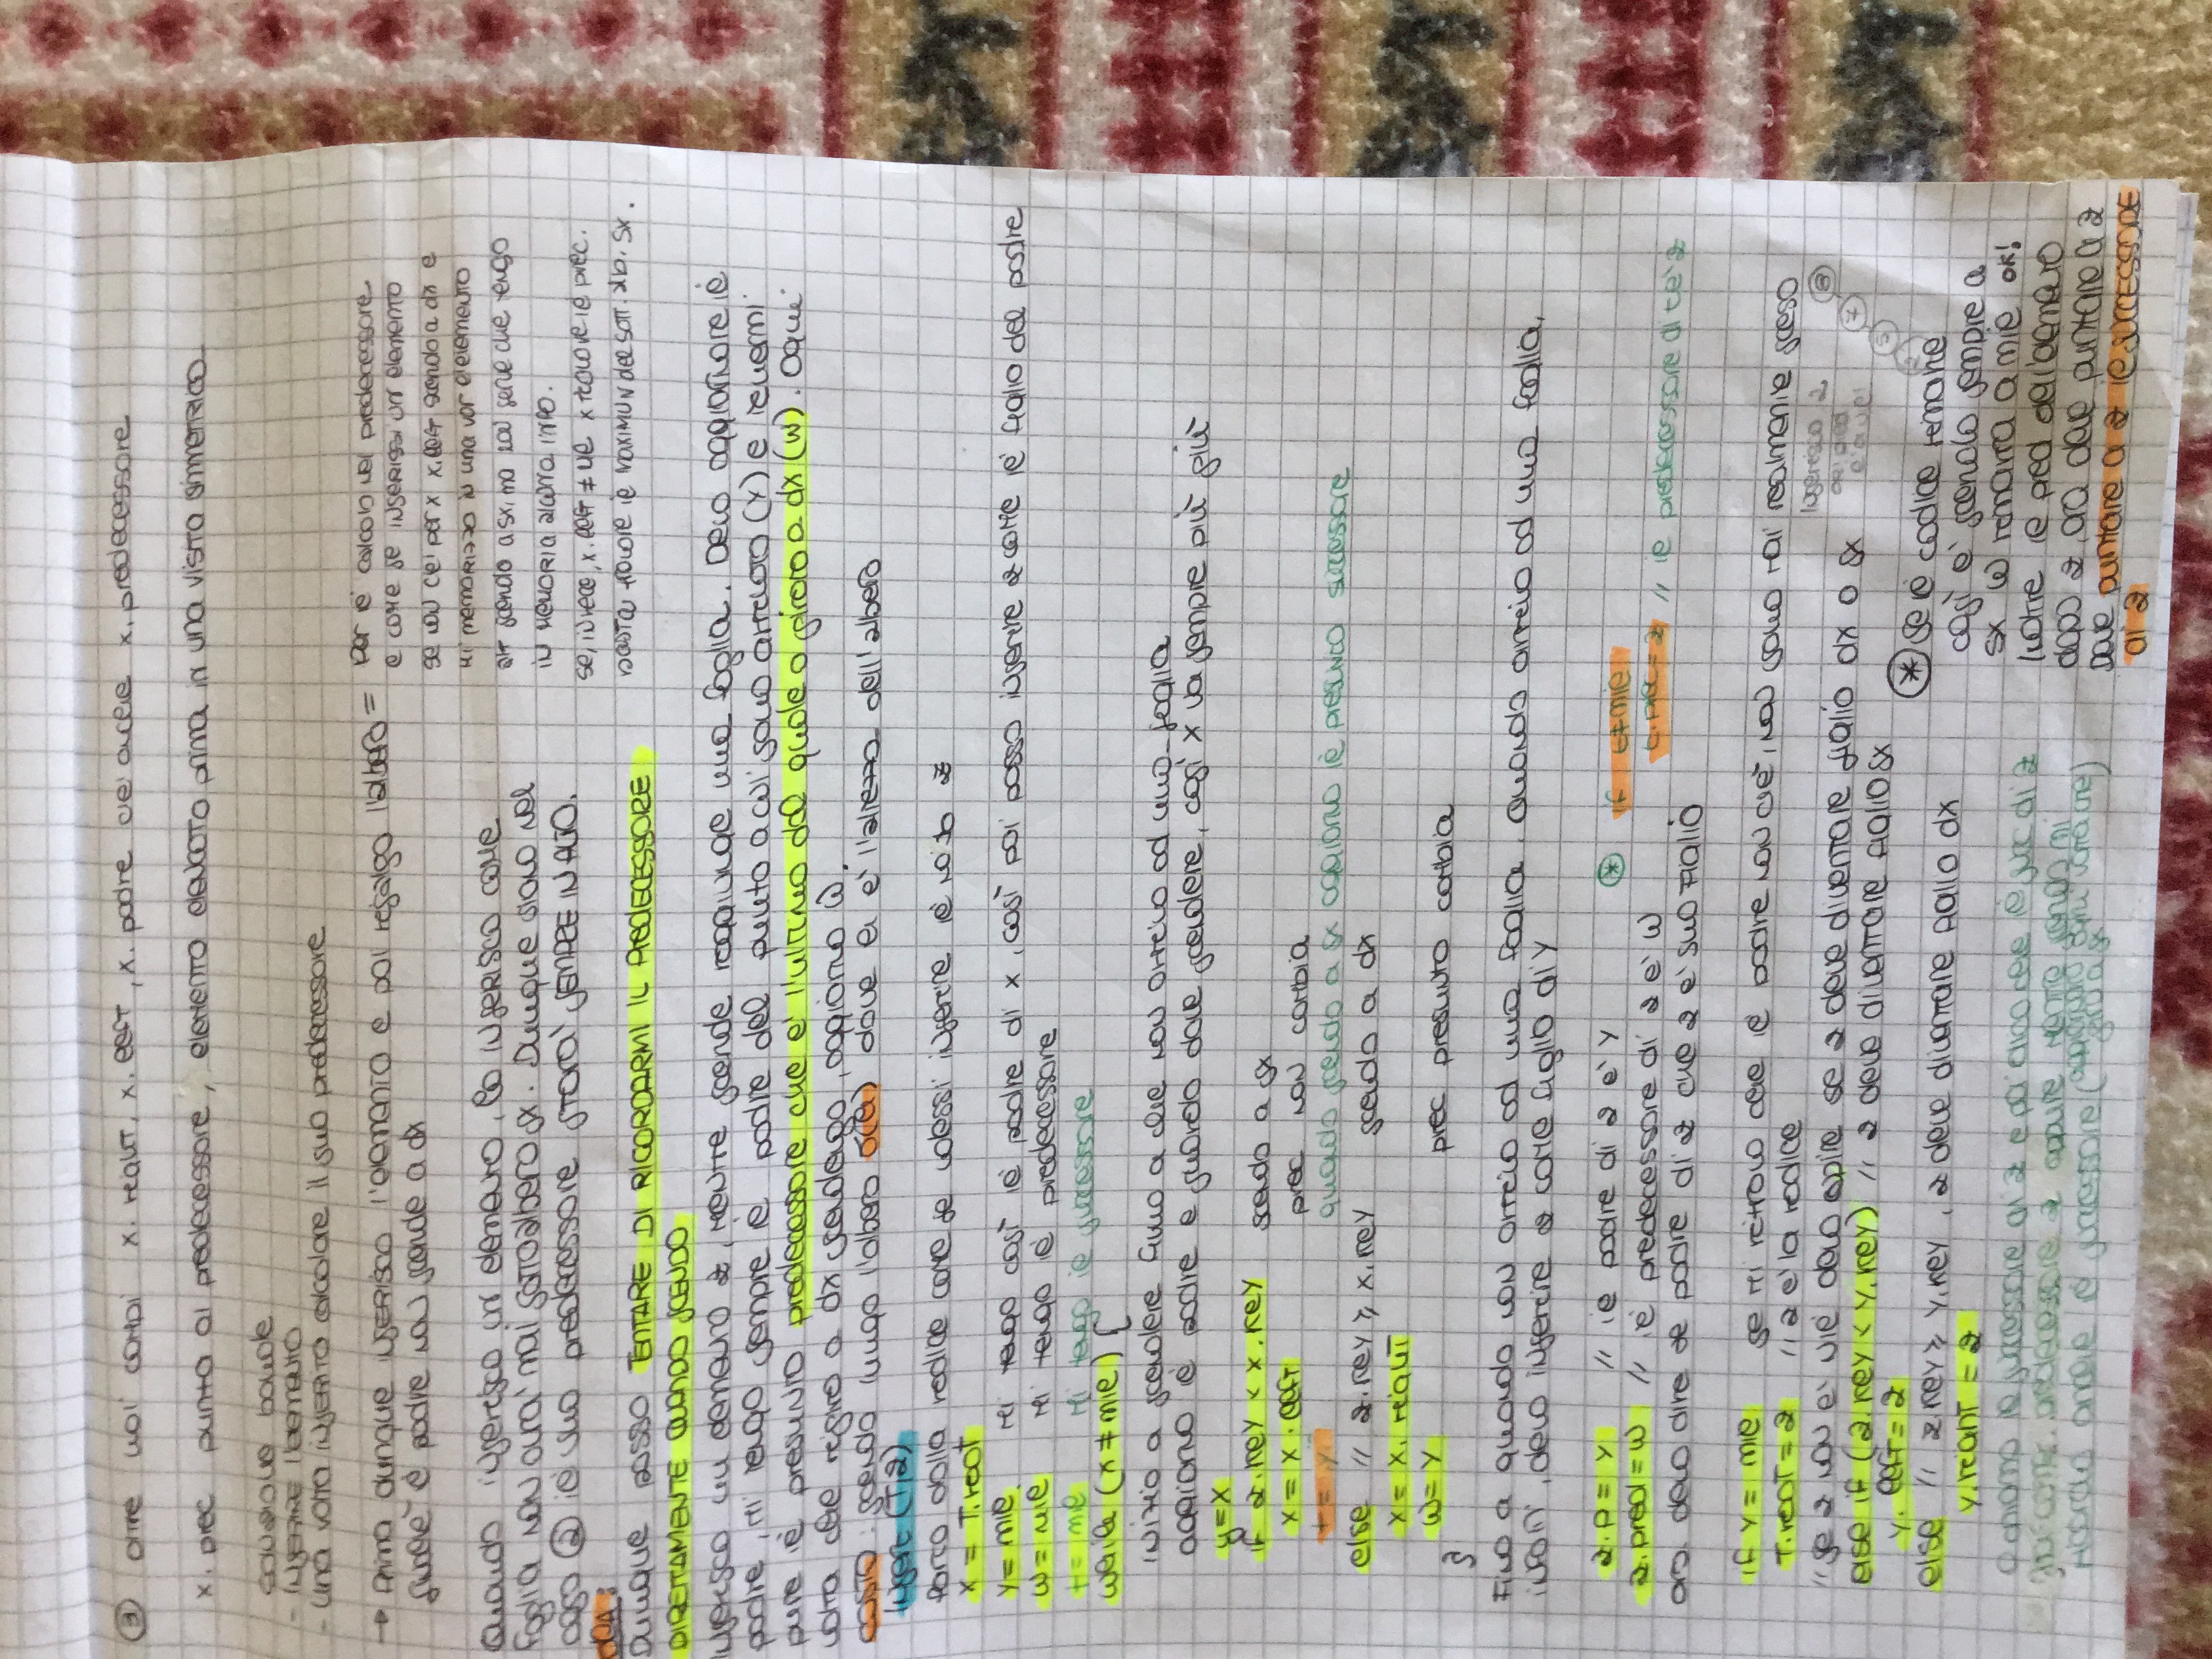 ③ oltre ai campi x. right, x. left, x. padre c'è anche x. predecessore
x. prec punta al predecessore, elemento elencato prima in una visita simmetrica
soluzione banale
- INSERIRE l'elemento
- una volta inserito calcolare il suo predecessore
→ prima dunque inserisco l'elemento e poi risalgo l'albero =
finché il padre non scende a dx
per il calcolo del predecessore
è come se inserissi un elemento
se non c'è per x x.left scendo a dx e
mi memorizzo in una var l'elemento
alt scendo a sx, ma non serve che tengo
in memoria alcuna info.
se, invece, x.left ≠ nil x trovare il prec.
basta trovare il MAXIMUM del sott. alb. sx.
Quando inserisco un elemento, lo inserisco come
foglia non avrà mai sottoalbero sx. Dunque siamo nel
caso ② il suo predecessore STARÀ SEMPRE IN ALTO.
IDEA:
Dunque posso TENTARE DI RICORDARMI IL PREDECESSORE
DIRETTAMENTE QUANDO SCENDO
Inserisco un elemento z, mentre scende raggiunge una foglia. Devo aggiornare il
padre, mi tengo sempre il padre del punto a cui sono arrivato (x) e tenermi
pure il presunto predecessore che è l'ultimo dal quale o girato a dx (w). Ogni
volta che rigiro a dx scendendo, aggiorno w.
COSTO: scendo lungo l'albero O(h) dove h è l'altezza dell'albero
Insert (T,z)
Parto dalla radice come se volessi inserire il nodo z
x = T.root
y = nil mi tengo così il padre di x, così poi posso inserire z come il figlio del padre
w = nil mi tengo il predecessore
t = nil mi tengo il successore
while (x ≠ nil) {
inizio a scendere fino a che non arrivo ad una foglia
aggiorno il padre e guardo dove scendere, così x va sempre più giù
y = x
if z.key < x.key scendo a sx
x = x.left prec non cambia
t = y quando scendo a sx aggiorno il presunto successore
else // z.key ≥ x.key scendo a dx
x = x.right
w = y prec presunto cambia
}
Fino a quando non arrivo ad una foglia. Quando arrivo ad una foglia,
infatti, devo inserire z come figlio di y
z.p = y // il padre di z è y
z.pred = w // il predecessore di z è w
⊛ if t≠nil
t.prec = z // il predecessore di t è z
ora devo dire al padre di z che z è suo figlio
if y = nil se mi ritrovo che il padre non c'è, non sono mai realmente sceso
T.root = z // z è la radice
// se z non è nil devo capire se z deve diventare figlio dx o sx
else if (z.key < y.key) // z deve diventare figlio sx
y.left = z
else // z.key ≥ y.key, z deve diventare figlio dx
y.right = z
Inserisco 2
8
7
5
⊛ se il codice rimane
così e scendo sempre a
sx w rimarrà a nil ok!
Inoltre il pred dell'elemento
dopo z, ora deve puntare a z
Deve puntare a z il SUCCESSORE
di z
successore di z e poi dico che il suc di z
predecessore z oppure mentre scendo mi
ricordo anche il successore (aggiornato ogni volta che giro a sx)